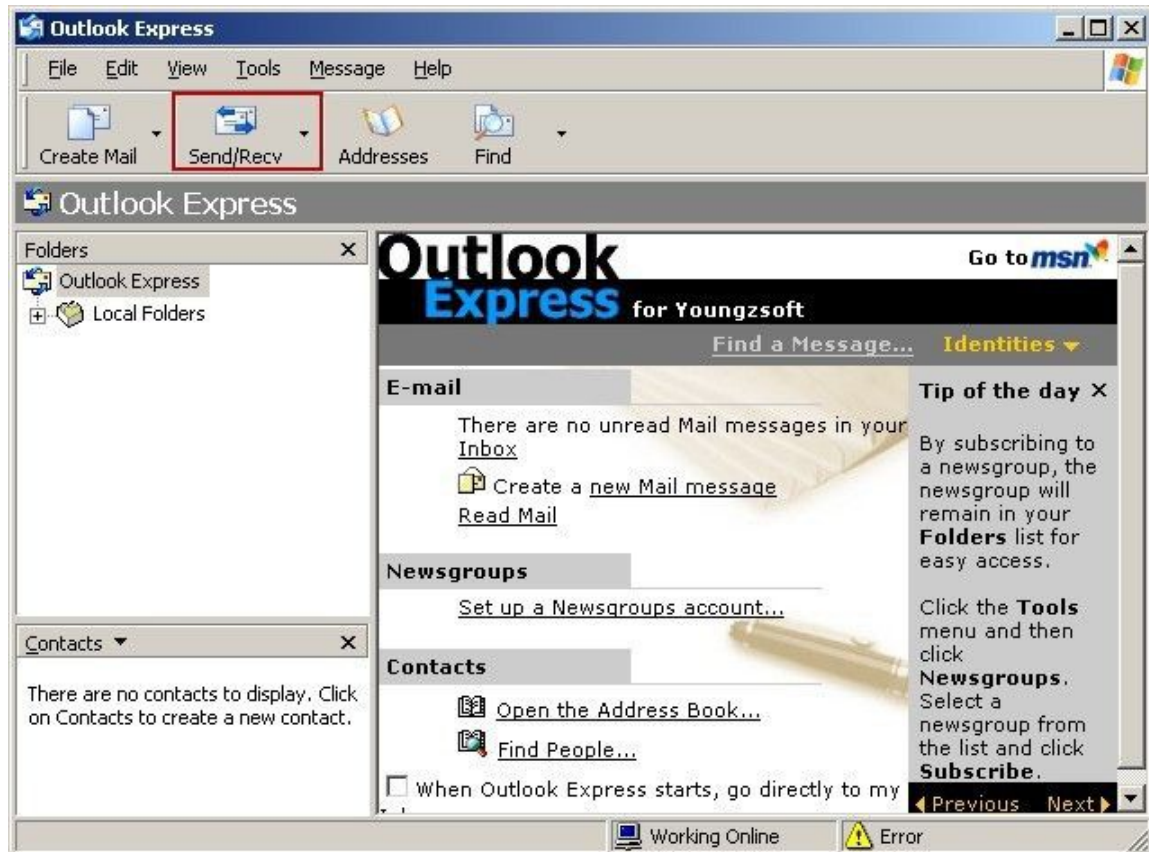 Outlook Express
File Edit View Tools Message Help
Create Mail Send/Recv Addresses Find
Outlook Express
Folders
Outlook Express
Local Folders
Contacts
There are no contacts to display. Click
on Contacts to create a new contact.
Outlook
Express for Youngzsoft
Go to msn
Find a Message... Identities
E-mail
There are no unread Mail messages in your
Inbox
Create a new Mail message
Read Mail
Newsgroups
Set up a Newsgroups account...
Contacts
Open the Address Book...
Find People...
When Outlook Express starts, go directly to my
Tip of the day
By subscribing to
a newsgroup, the
newsgroup will
remain in your
Folders list for
easy access.
Click the Tools
menu and then
click
Newsgroups.
Select a
newsgroup from
the list and click
Subscribe.
Previous Next
Working Online Error